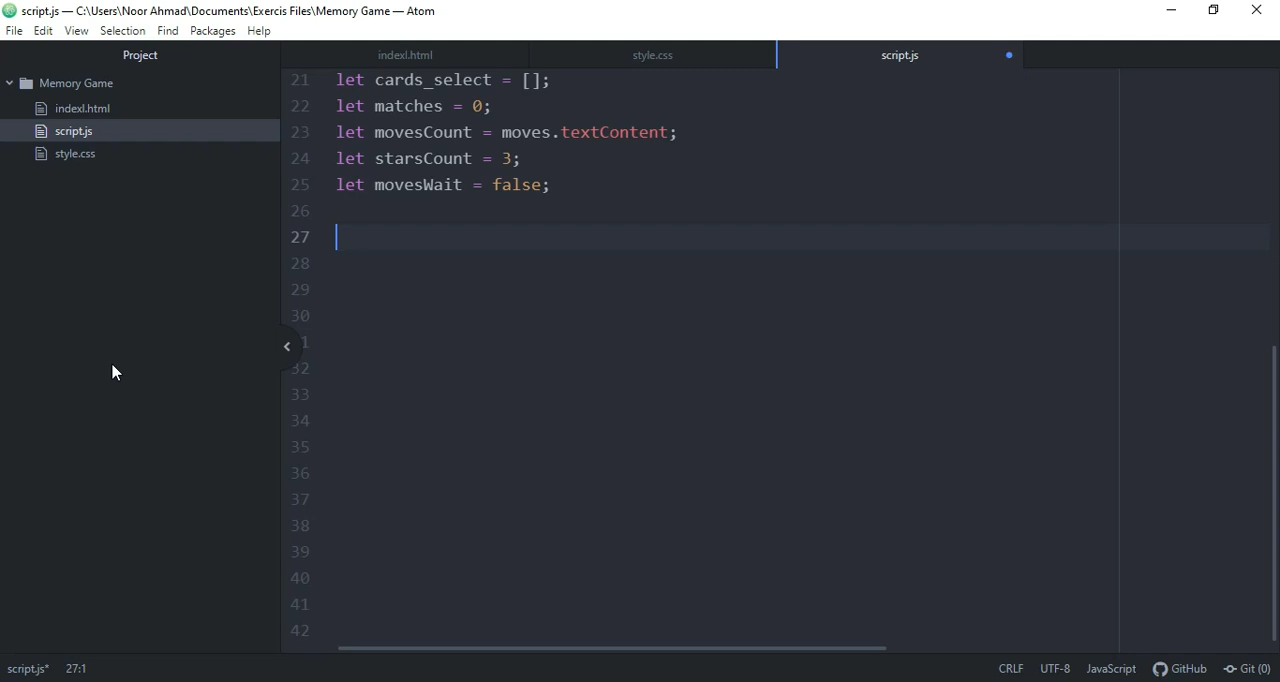 script.js — C:\Users\Noor Ahmad\Documents\Exercis Files\Memory Game — Atom
File Edit View Selection Find Packages Help
Project
indexl.html style.css script.js
Memory Game
indexl.html
script.js
style.css
21 let cards_select = [];
22 let matches = 0;
23 let movesCount = moves.textContent;
24 let starsCount = 3;
25 let movesWait = false;
26
27
28
29
30
1
32
33
34
35
36
37
38
39
40
41
42
script.js* 27:1 CRLF UTF-8 JavaScript GitHub Git (0)